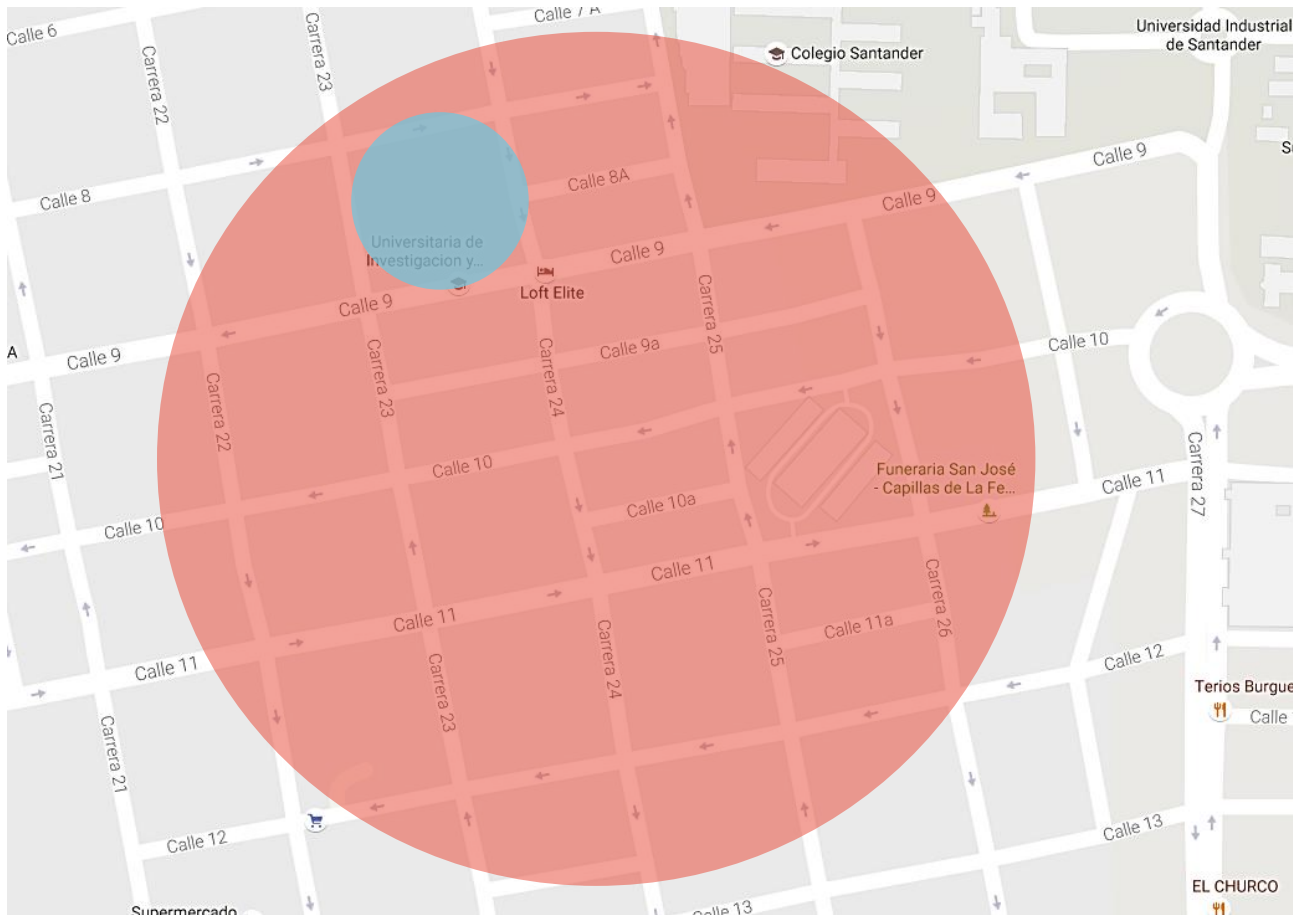 Calle 6
Carrera 22
Carrera 23
Calle 7 A
Colegio Santander
Universidad Industrial
de Santander
Calle 8
Calle 8A
Calle 9
Calle 9
Universitaria de
Investigacion y...
Loft Elite
Calle 9
Calle 9
Calle 9
A
Carrera 25
Calle 9a
Calle 10
Carrera 23
Carrera 24
Carrera 22
Carrera 21
Calle 10
Calle 10
Calle 10a
Funeraria San José
- Capillas de La Fe...
Calle 11
Carrera 27
Calle 11
Calle 11
Calle 11
Carrera 25
Calle 11a
Carrera 26
Carrera 24
Carrera 23
Calle 12
Terios Burgue
Calle
Carrera 21
Calle 12
Calle 13
EL CHURCO
Supermercado
Calle 13